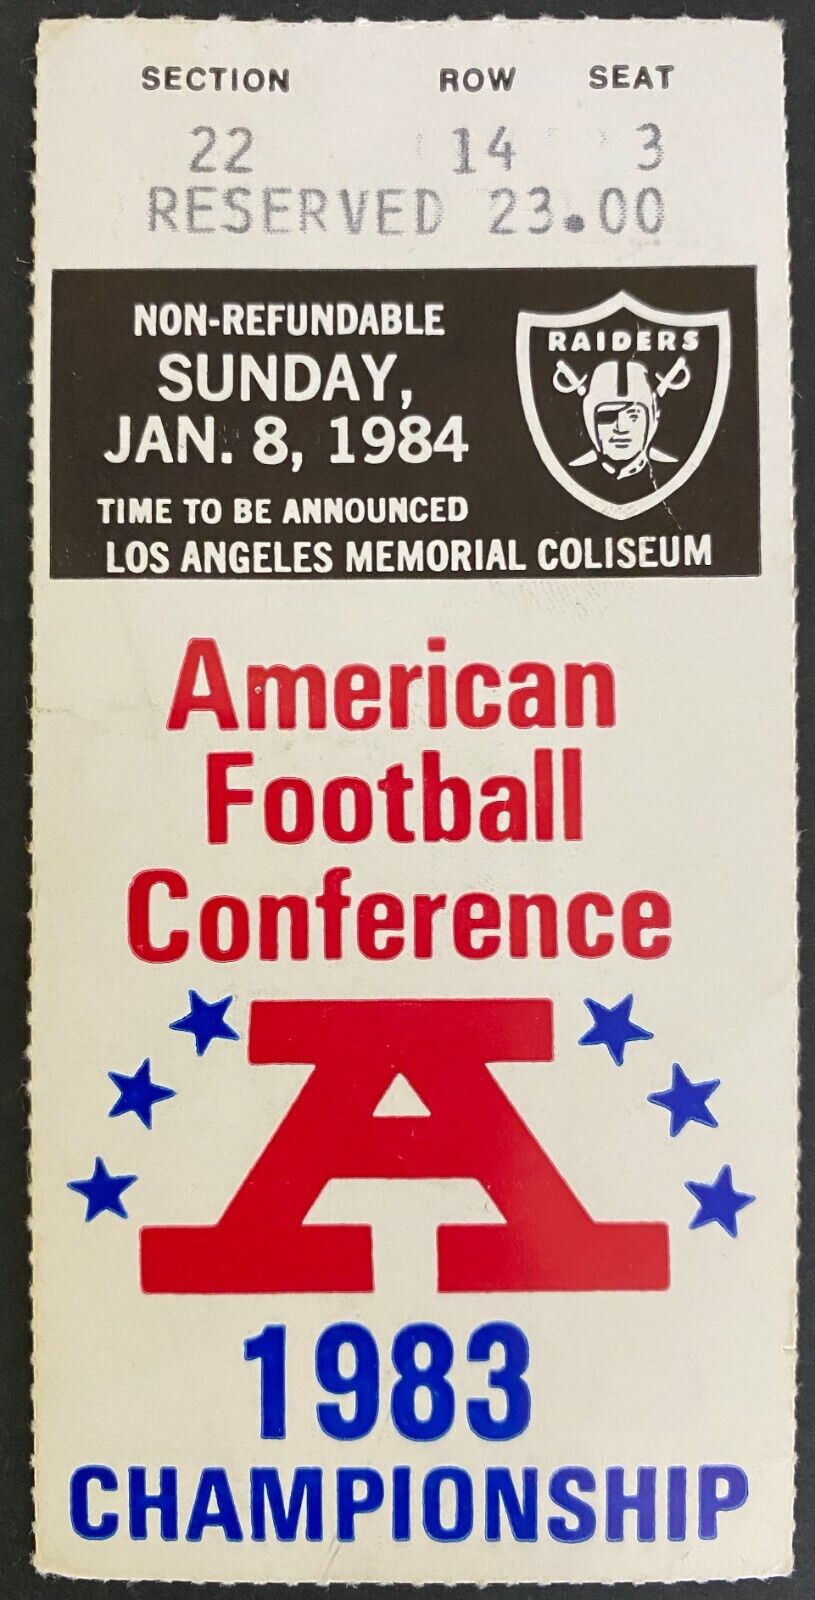 SECTION ROW SEAT
22 14 3
RESERVED 23.00
NON-REFUNDABLE
SUNDAY,
JAN. 8, 1984
TIME TO BE ANNOUNCED
LOS ANGELES MEMORIAL COLISEUM
RAIDERS
American
Football
Conference
A
1983
CHAMPIONSHIP